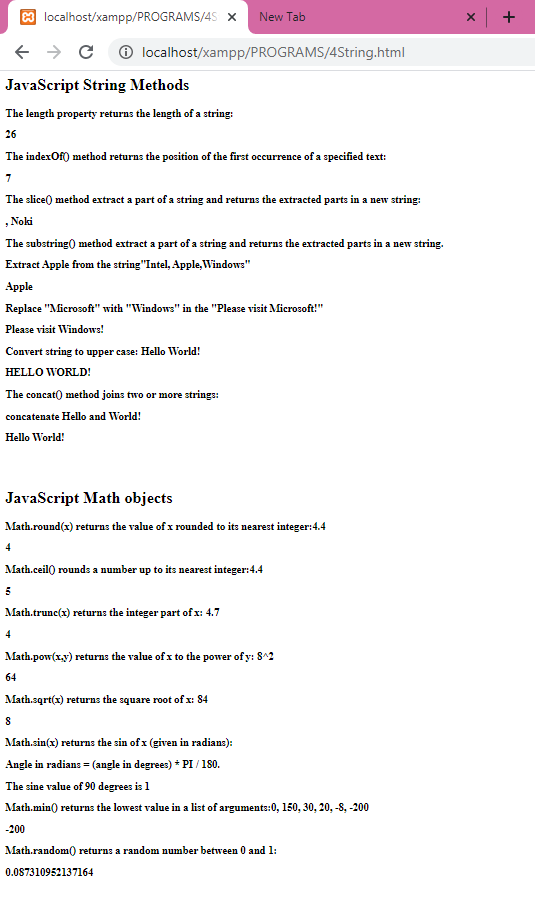 localhost/xampp/PROGRAMS/4S
New Tab
localhost/xampp/PROGRAMS/4String.html
JavaScript String Methods
The length property returns the length of a string:
26
The indexOf() method returns the position of the first occurrence of a specified text:
7
The slice() method extract a part of a string and returns the extracted parts in a new string:
, Noki
The substring() method extract a part of a string and returns the extracted parts in a new string.
Extract Apple from the string"Intel, Apple,Windows"
Apple
Replace "Microsoft" with "Windows" in the "Please visit Microsoft!"
Please visit Windows!
Convert string to upper case: Hello World!
HELLO WORLD!
The concat() method joins two or more strings:
concatenate Hello and World!
Hello World!
JavaScript Math objects
Math.round(x) returns the value of x rounded to its nearest integer:4.4
4
Math.ceil() rounds a number up to its nearest integer:4.4
5
Math.trunc(x) returns the integer part of x: 4.7
4
Math.pow(x,y) returns the value of x to the power of y: 8^2
64
Math.sqrt(x) returns the square root of x: 84
8
Math.sin(x) returns the sin of x (given in radians):
Angle in radians = (angle in degrees) * PI / 180.
The sine value of 90 degrees is 1
Math.min() returns the lowest value in a list of arguments:0, 150, 30, 20, -8, -200
-200
Math.random() returns a random number between 0 and 1:
0.087310952137164